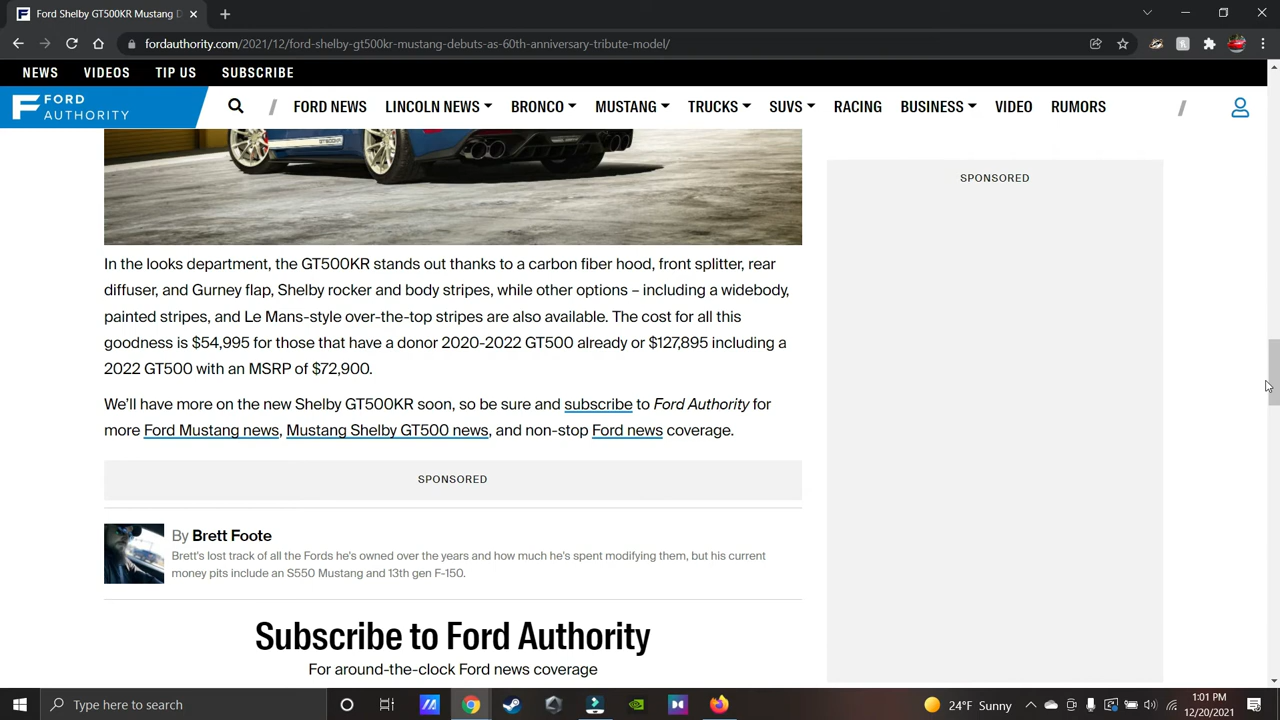 Ford Shelby GT500KR Mustang D
fordauthority.com/2021/12/ford-shelby-gt500kr-mustang-debuts-as-60th-anniversary-tribute-model/
NEWS VIDEOS TIP US SUBSCRIBE
FORD AUTHORITY
FORD NEWS LINCOLN NEWS BRONCO MUSTANG TRUCKS SUVS RACING BUSINESS VIDEO RUMORS
SPONSORED
In the looks department, the GT500KR stands out thanks to a carbon fiber hood, front splitter, rear
diffuser, and Gurney flap, Shelby rocker and body stripes, while other options – including a widebody,
painted stripes, and Le Mans-style over-the-top stripes are also available. The cost for all this
goodness is $54,995 for those that have a donor 2020-2022 GT500 already or $127,895 including a
2022 GT500 with an MSRP of $72,900.
We’ll have more on the new Shelby GT500KR soon, so be sure and subscribe to Ford Authority for
more Ford Mustang news, Mustang Shelby GT500 news, and non-stop Ford news coverage.
SPONSORED
By Brett Foote
Brett's lost track of all the Fords he's owned over the years and how much he's spent modifying them, but his current
money pits include an S550 Mustang and 13th gen F-150.
Subscribe to Ford Authority
For around-the-clock Ford news coverage
Type here to search
24°F Sunny
1:01 PM
12/20/2021